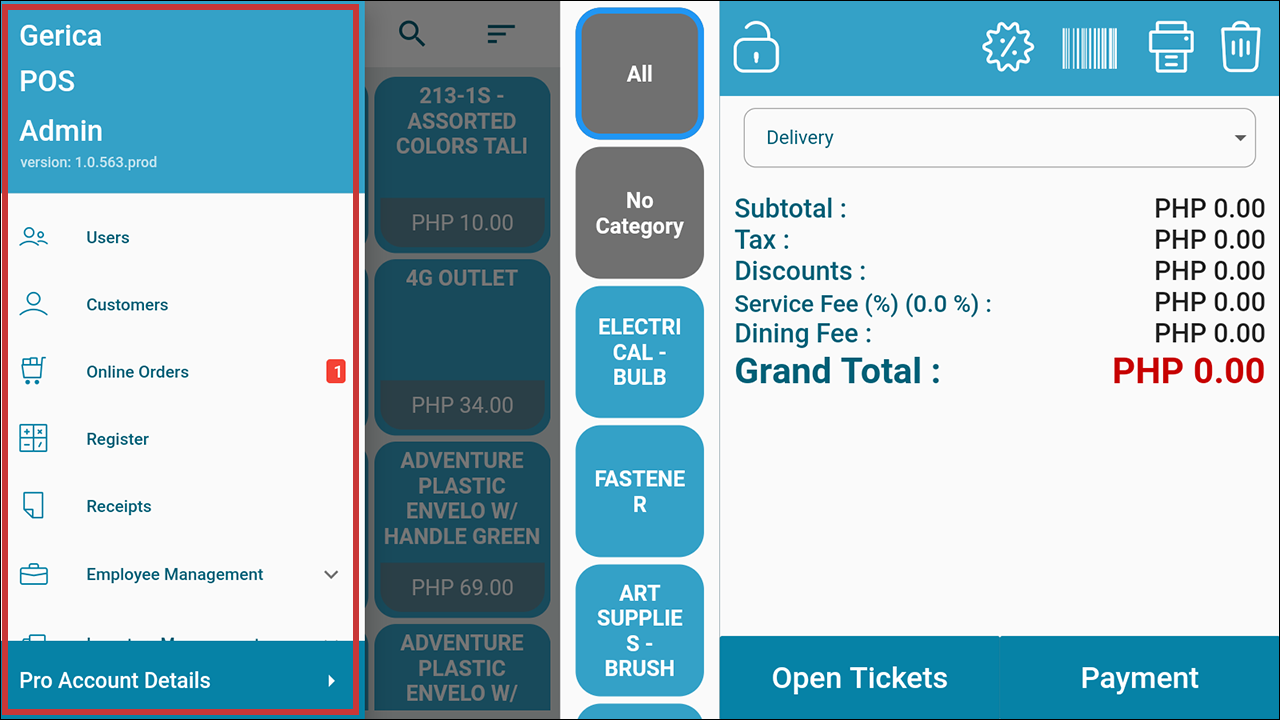 Gerica
POS
Admin
version: 1.0.563.prod
Users
Customers
Online Orders
1
Register
Receipts
Employee Management
Pro Account Details
213-1S -
ASSORTED
COLORS TALI
PHP 10.00
4G OUTLET
PHP 34.00
ADVENTURE
PLASTIC
ENVELO W/
HANDLE GREEN
PHP 69.00
ADVENTURE
PLASTIC
ENVELO W/
All
No
Category
ELECTRI
CAL -
BULB
FASTENE
R
ART
SUPPLIE
S -
BRUSH
Delivery
Subtotal : PHP 0.00
Tax : PHP 0.00
Discounts : PHP 0.00
Service Fee (%) (0.0 %) : PHP 0.00
Dining Fee : PHP 0.00
Grand Total : PHP 0.00
Open Tickets
Payment